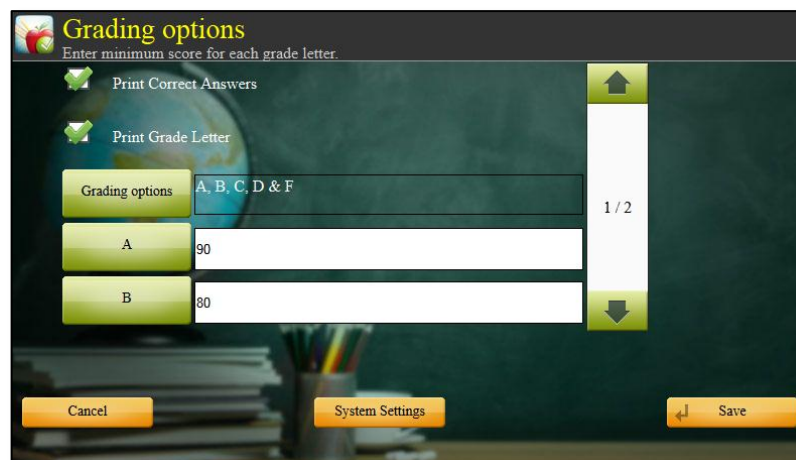 Grading options
Enter minimum score for each grade letter.
Print Correct Answers
Print Grade Letter
Grading options A, B, C, D & F
1 / 2
A 90
B 80
Cancel System Settings Save